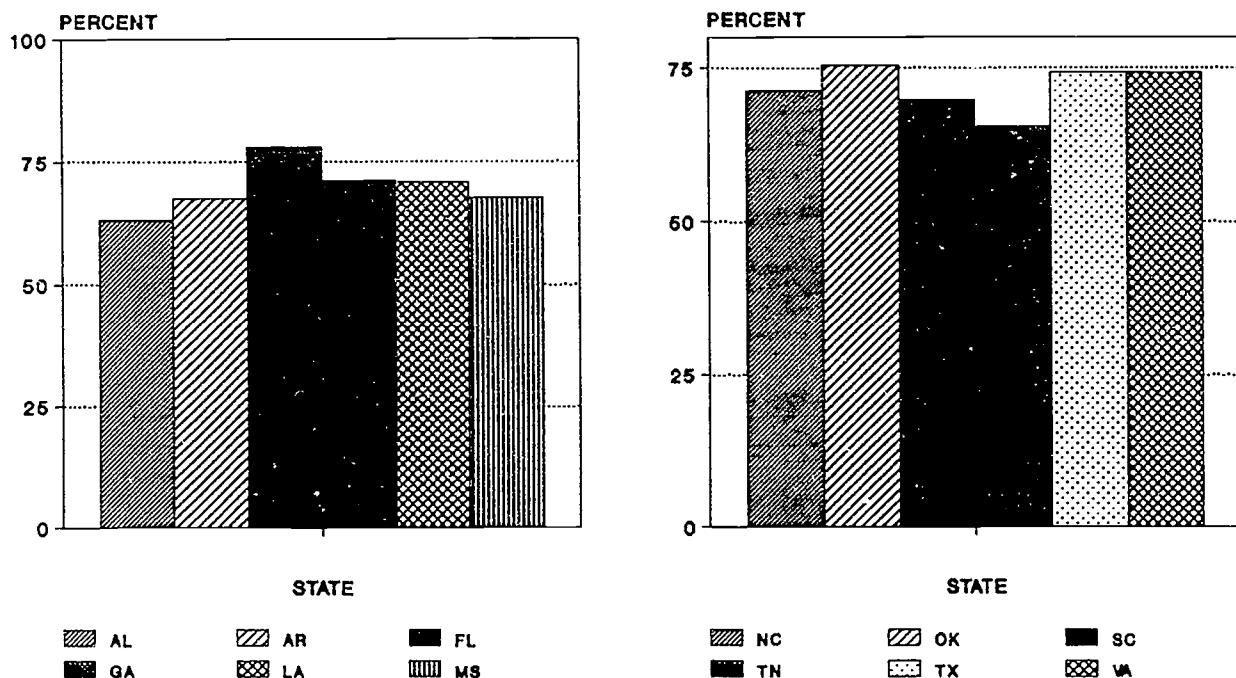 PERCENT
100
75
50
25
0
STATE
AL AR FL
GA LA MS
PERCENT
75
50
25
0
STATE
NC OK SC
TN TX VA